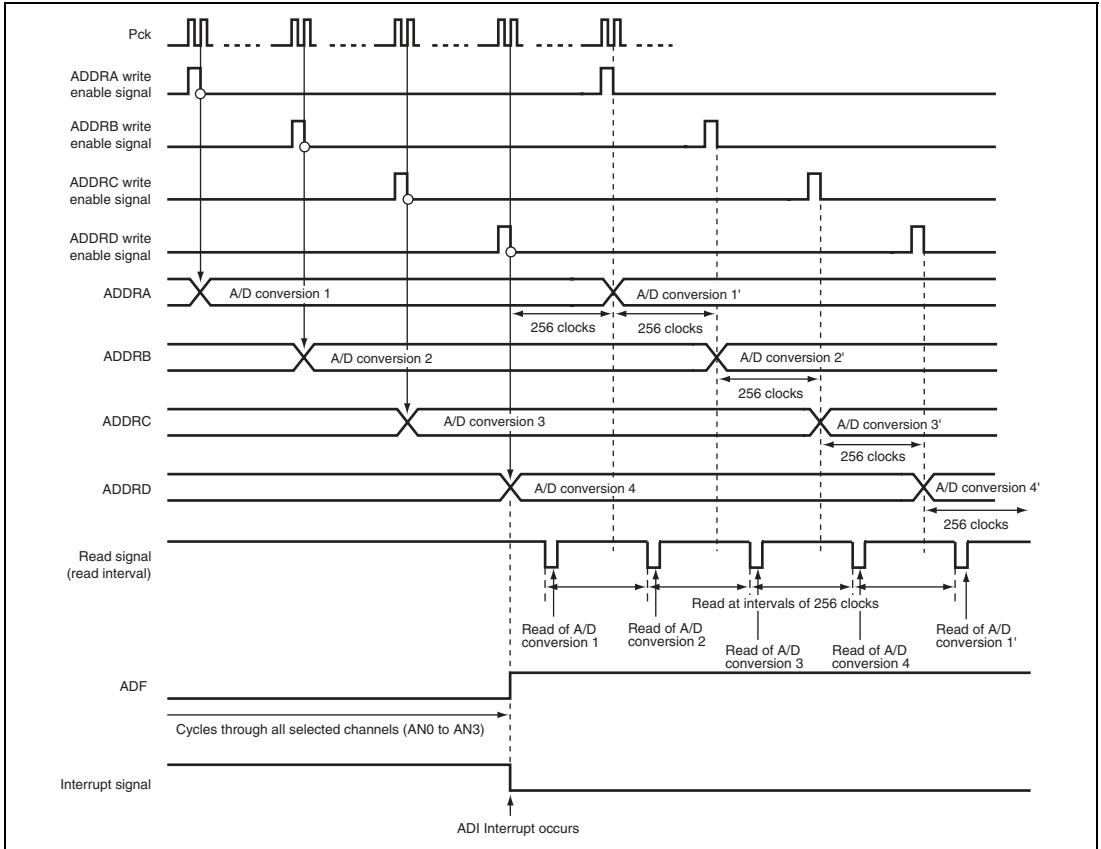 Pck
ADDRA write
enable signal
ADDRB write
enable signal
ADDRC write
enable signal
ADDRD write
enable signal
ADDRA
A/D conversion 1
A/D conversion 1'
256 clocks
256 clocks
ADDRB
A/D conversion 2
A/D conversion 2'
256 clocks
ADDRC
A/D conversion 3
A/D conversion 3'
256 clocks
ADDRD
A/D conversion 4
A/D conversion 4'
256 clocks
Read signal
(read interval)
Read at intervals of 256 clocks
Read of A/D
conversion 1
Read of A/D
conversion 2
Read of A/D
conversion 3
Read of A/D
conversion 4
Read of A/D
conversion 1'
ADF
Cycles through all selected channels (AN0 to AN3)
Interrupt signal
ADI Interrupt occurs